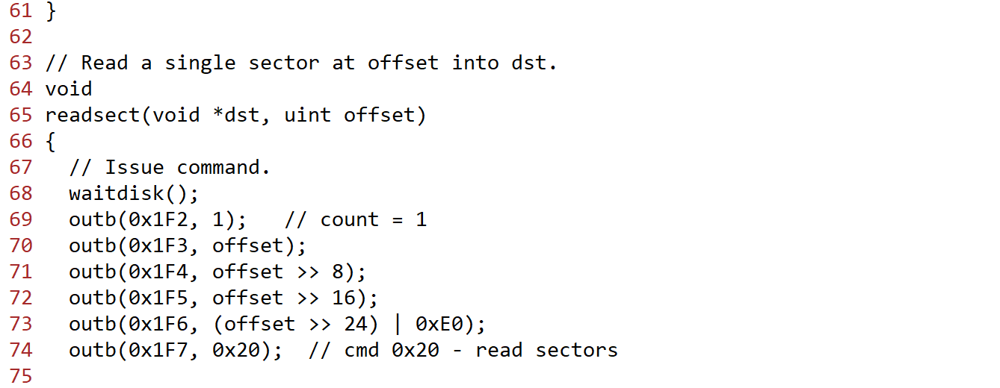 61 }
62
63 // Read a single sector at offset into dst.
64 void
65 readsect(void *dst, uint offset)
66 {
67   // Issue command.
68   waitdisk();
69   outb(0x1F2, 1);   // count = 1
70   outb(0x1F3, offset);
71   outb(0x1F4, offset >> 8);
72   outb(0x1F5, offset >> 16);
73   outb(0x1F6, (offset >> 24) | 0xE0);
74   outb(0x1F7, 0x20);  // cmd 0x20 - read sectors
75